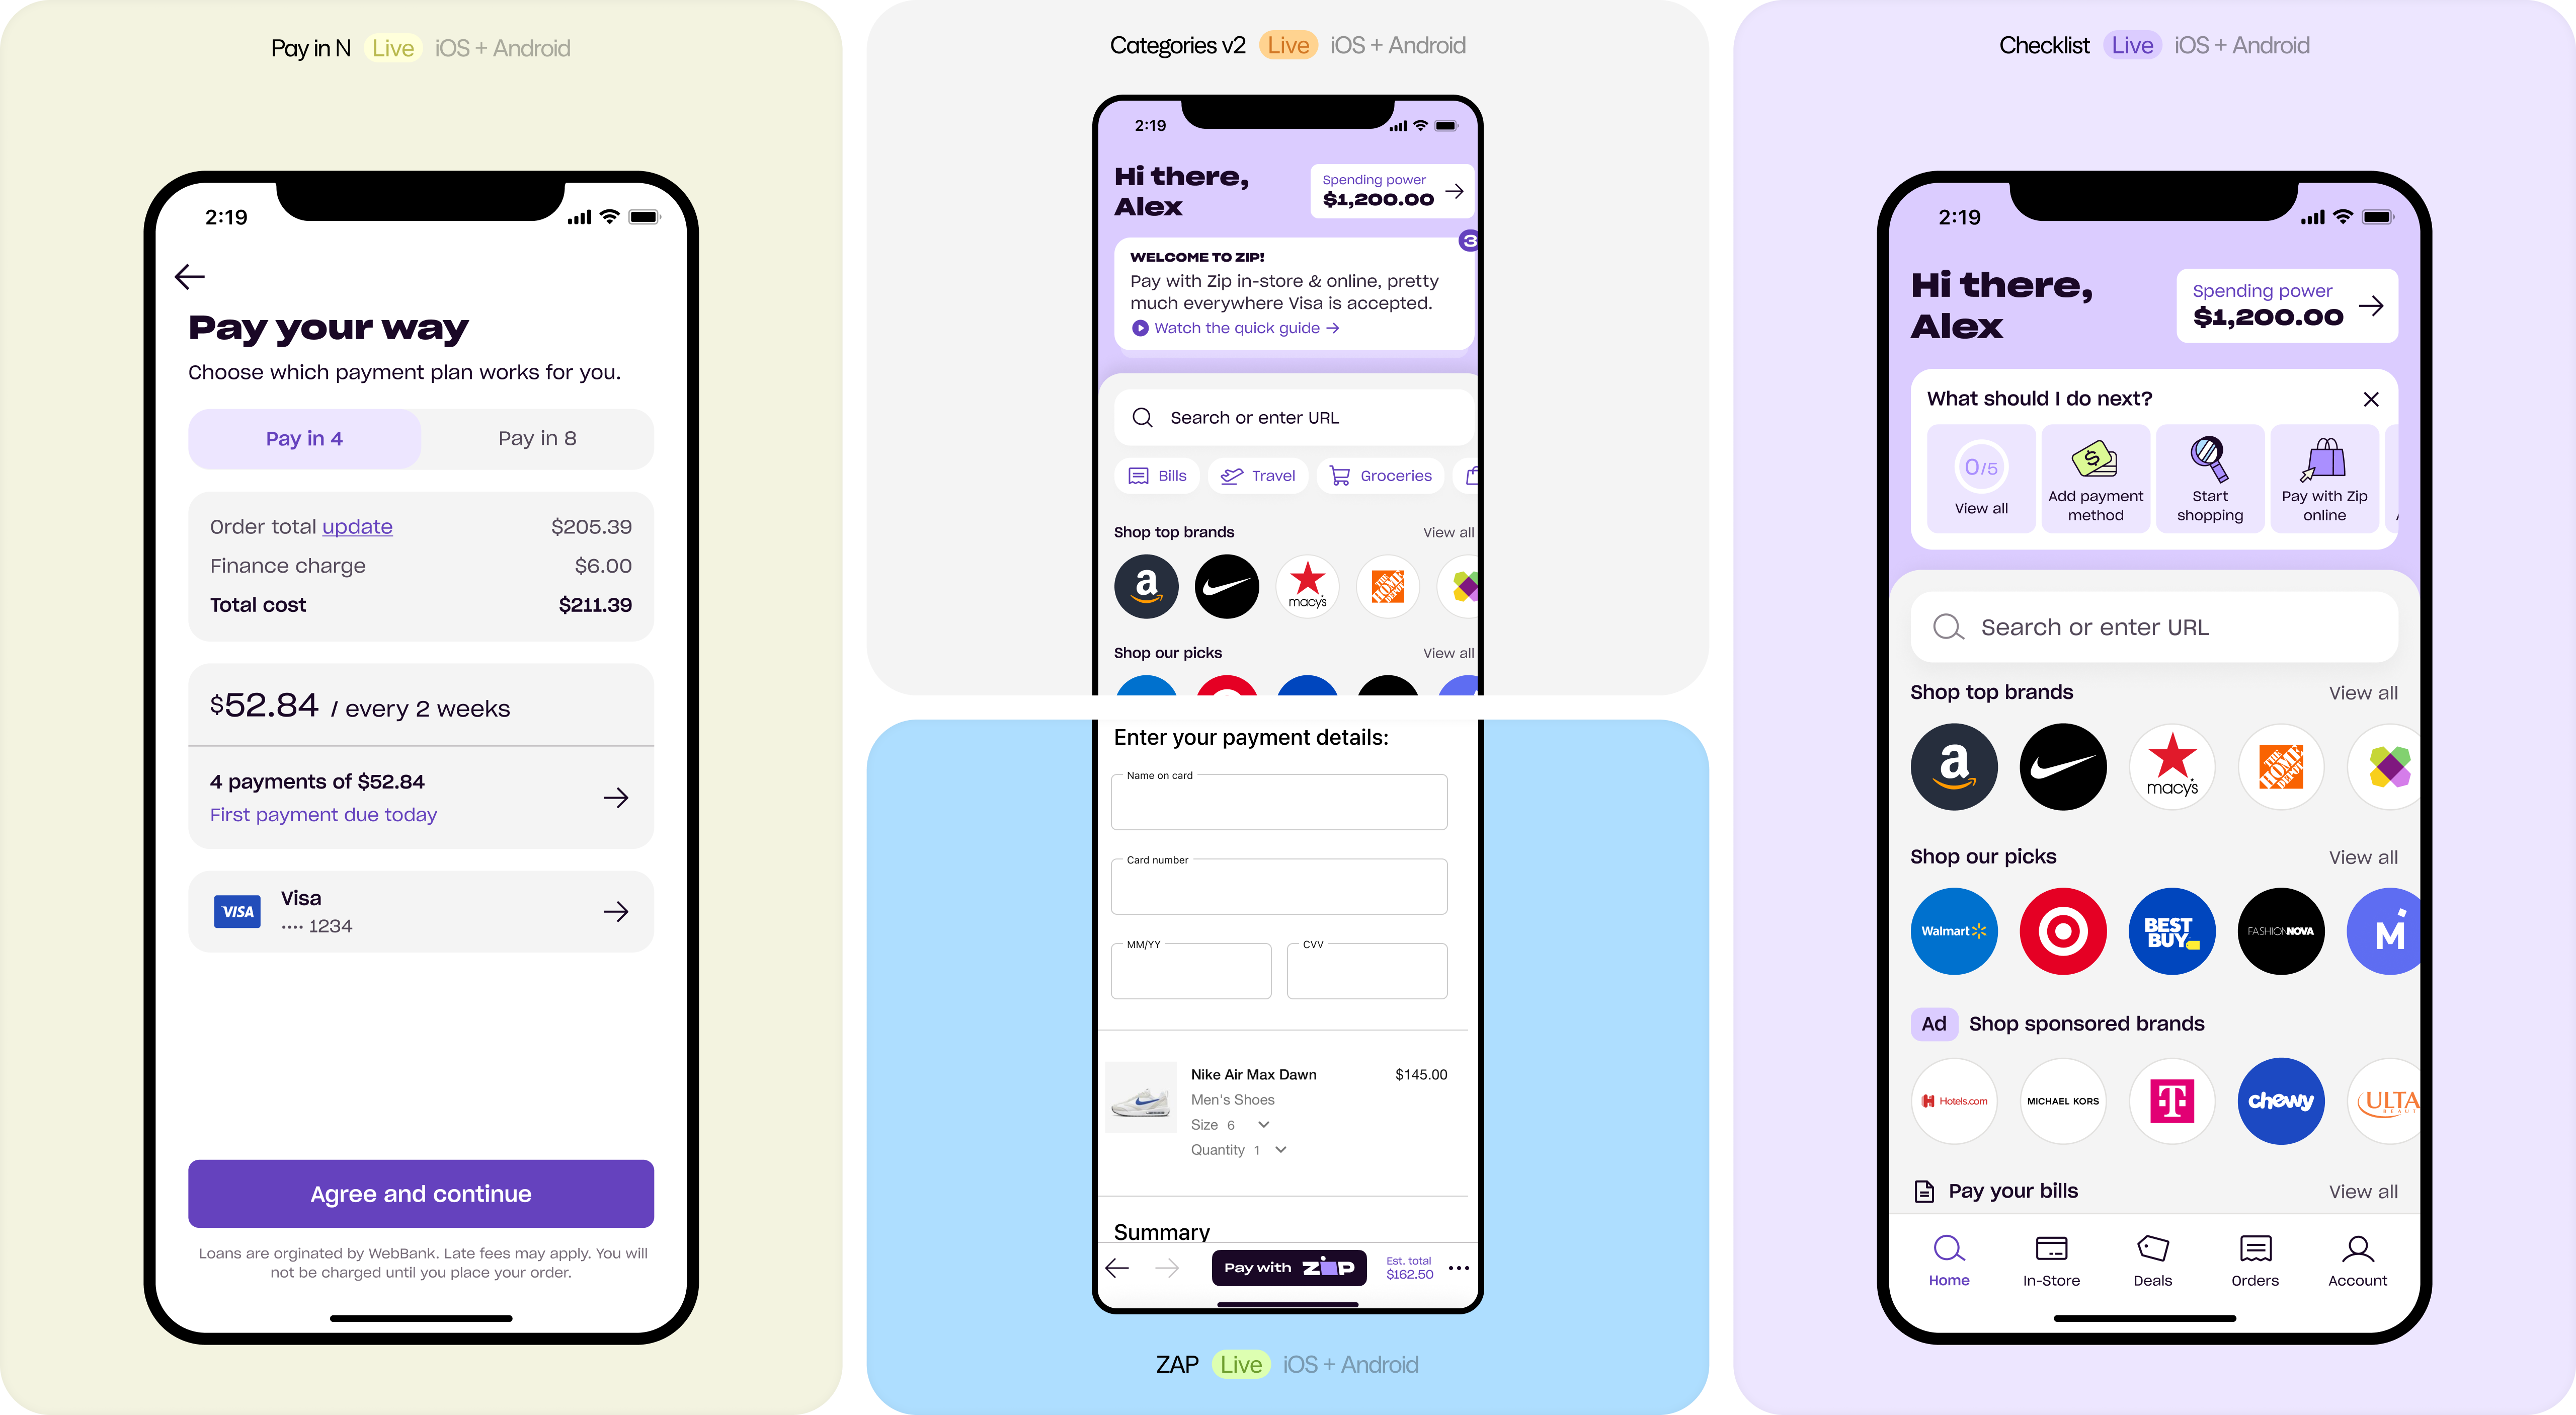 Pay in N Live iOS + Android
2:19
Pay your way
Choose which payment plan works for you.
Pay in 4 Pay in 8
Order total update $205.39
Finance charge $6.00
Total cost $211.39
$52.84 / every 2 weeks
4 payments of $52.84
First payment due today
VISA
Visa
···· 1234
Agree and continue
Loans are orginated by WebBank. Late fees may apply. You will
not be charged until you place your order.
Categories v2 Live iOS + Android
2:19
Hi there,
Alex
Spending power
$1,200.00
3
WELCOME TO ZIP!
Pay with Zip in-store & online, pretty
much everywhere Visa is accepted.
Watch the quick guide →
Search or enter URL
Bills Travel Groceries
Shop top brands View all
a
macy's
THE HOME DEPOT
Shop our picks View all
Enter your payment details:
Name on card
Card number
MM/YY CVV
Nike Air Max Dawn $145.00
Men's Shoes
Size 6
Quantity 1
Summary
Pay with zip
Est. total
$162.50
ZAP Live iOS + Android
Checklist Live iOS + Android
2:19
Hi there,
Alex
Spending power
$1,200.00
What should I do next?
0/5
View all
Add payment
method
Start
shopping
Pay with Zip
online
Search or enter URL
Shop top brands View all
a
macy's
THE HOME DEPOT
Shop our picks View all
Walmart
BEST
BUY
FASHIONNOVA
M
Ad Shop sponsored brands
H Hotels.com
MICHAEL KORS
T
chewy
ULTA
Pay your bills View all
Home In-Store Deals Orders Account